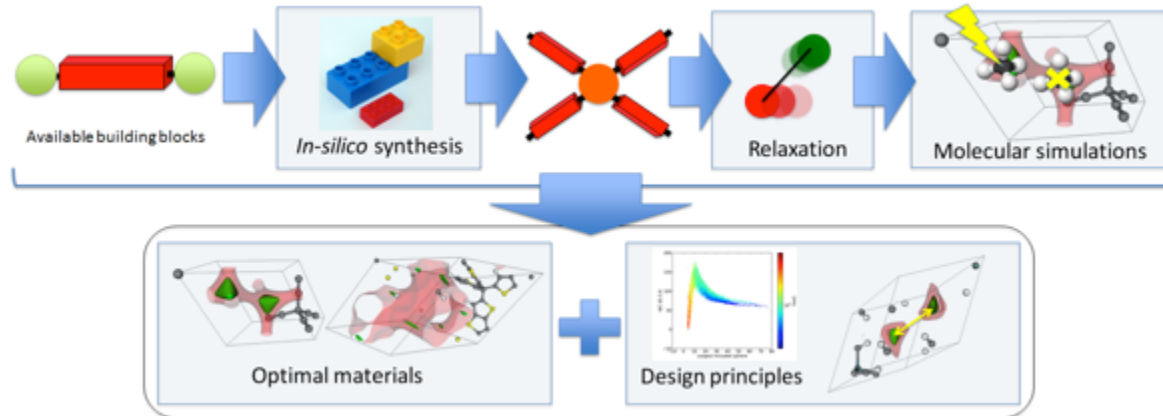 Available building blocks
In-silico synthesis
Relaxation
Molecular simulations
Optimal materials
Design principles